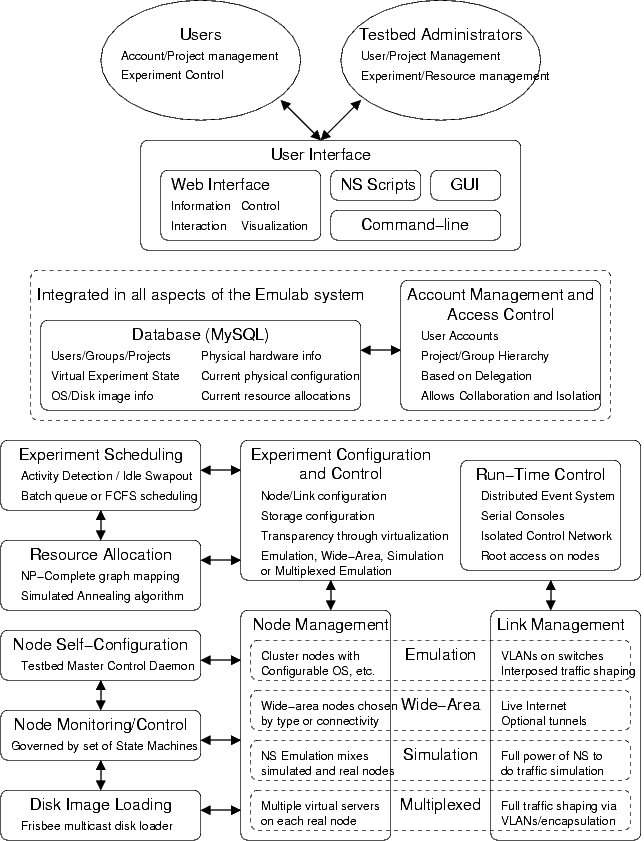 Users
Account/Project management
Experiment Control
Testbed Administrators
User/Project Management
Experiment/Resource management
User Interface
Web Interface
Information Control
Interaction Visualization
NS Scripts
GUI
Command-line
Integrated in all aspects of the Emulab system
Database (MySQL)
Users/Groups/Projects
Virtual Experiment State
OS/Disk image info
Physical hardware info
Current physical configuration
Current resource allocations
Account Management and
Access Control
User Accounts
Project/Group Hierarchy
Based on Delegation
Allows Collaboration and Isolation
Experiment Scheduling
Activity Detection / Idle Swapout
Batch queue or FCFS scheduling
Resource Allocation
NP-Complete graph mapping
Simulated Annealing algorithm
Experiment Configuration
and Control
Node/Link configuration
Storage configuration
Transparency through virtualization
Emulation, Wide-Area, Simulation
or Multiplexed Emulation
Run-Time Control
Distributed Event System
Serial Consoles
Isolated Control Network
Root access on nodes
Node Self-Configuration
Testbed Master Control Daemon
Node Monitoring/Control
Governed by set of State Machines
Disk Image Loading
Frisbee multicast disk loader
Node Management
Link Management
Cluster nodes with
Configurable OS, etc.
Emulation
VLANs on switches
Interposed traffic shaping
Wide-area nodes chosen
by type or connectivity
Wide-Area
Live Internet
Optional tunnels
NS Emulation mixes
simulated and real nodes
Simulation
Full power of NS to
do traffic simulation
Multiple virtual servers
on each real node
Multiplexed
Full traffic shaping via
VLANs/encapsulation